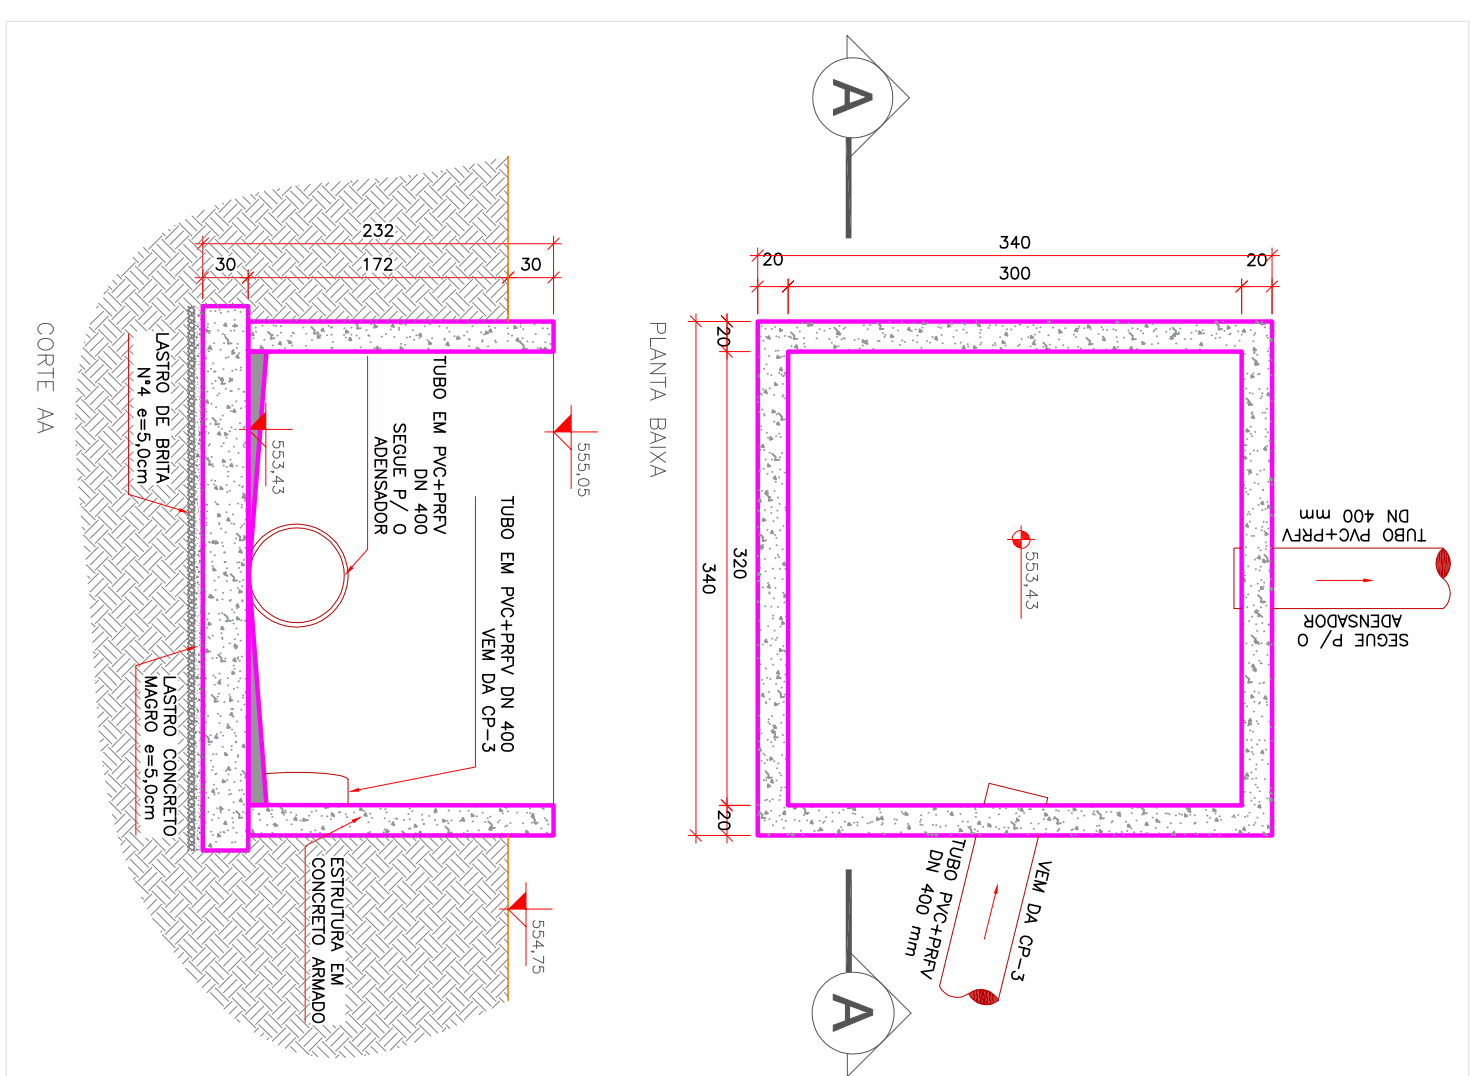 A
340
20
300
20
20
320
340
20
553,43
TUBO PVC+PRFV
DN 400 mm
SEGUE P/ O
ADENSADOR
VEM DA CP-3
TUBO PVC+PRFV
DN 400 mm
A
PLANTA BAIXA
232
30
172
30
555,05
553,43
554,75
TUBO EM PVC+PRFV
DN 400
SEGUE P/ O
ADENSADOR
TUBO EM PVC+PRFV DN 400
VEM DA CP-3
LASTRO DE BRITA
N°4 e=5,0cm
LASTRO CONCRETO
MAGRO e=5,0cm
ESTRUTURA EM
CONCRETO ARMADO
CORTE AA